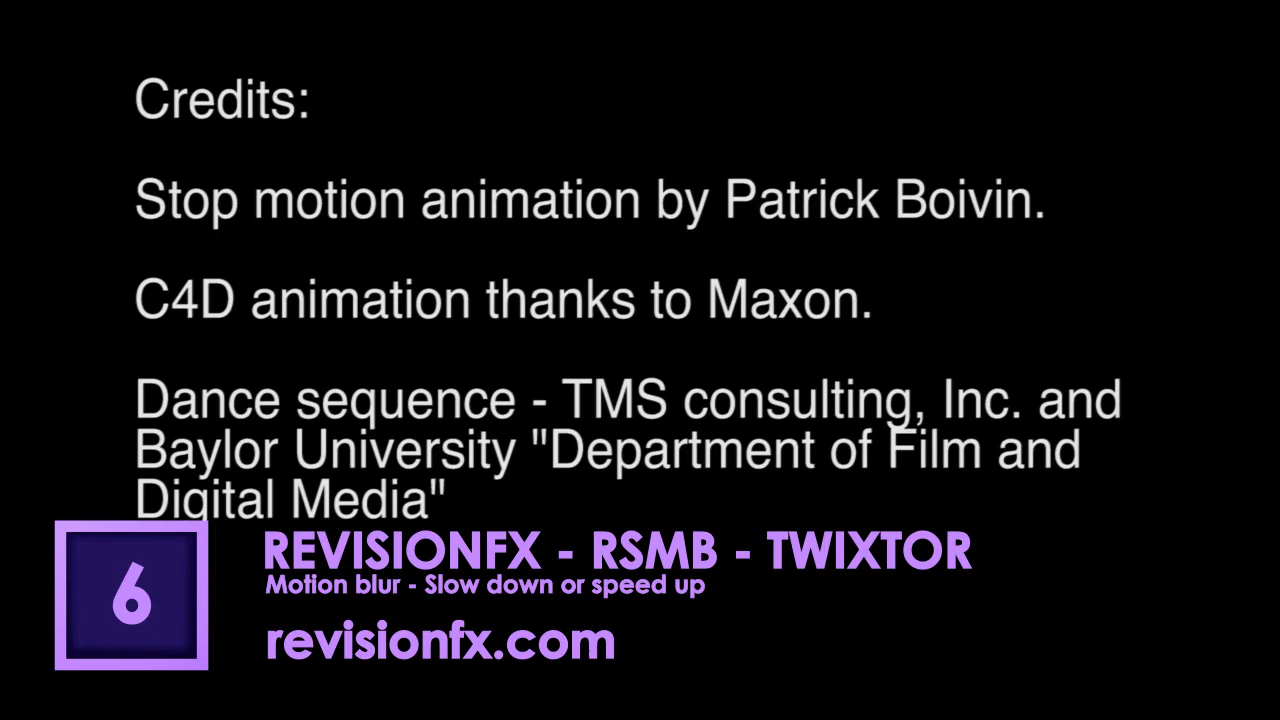 Credits:
Stop motion animation by Patrick Boivin.
C4D animation thanks to Maxon.
Dance sequence - TMS consulting, Inc. and
Baylor University "Department of Film and
Digital Media"
6
REVISIONFX - RSMB - TWIXTOR
Motion blur - Slow down or speed up
revisionfx.com